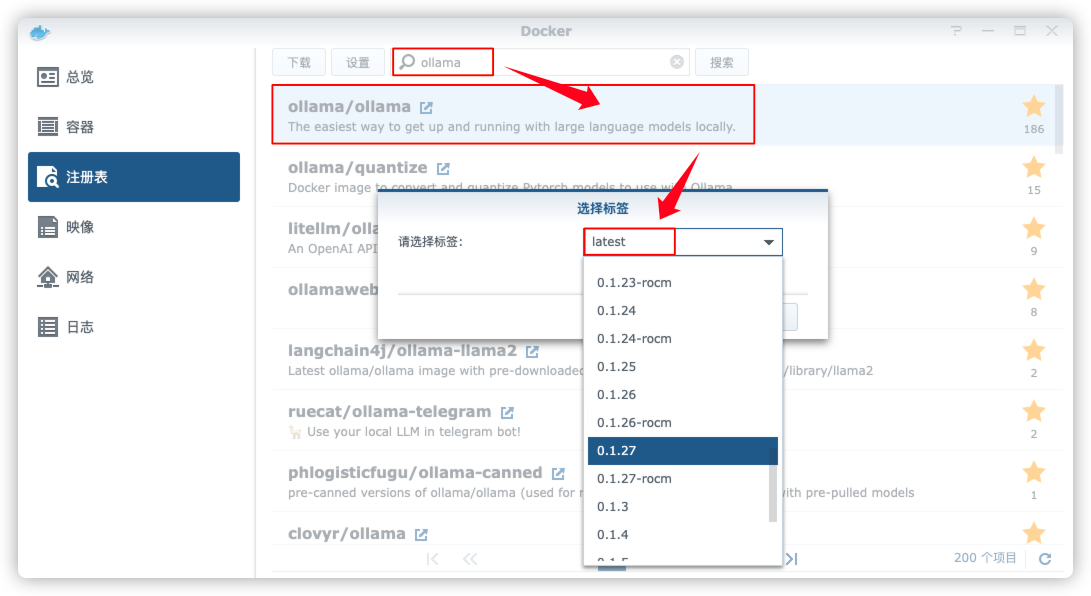 Docker
总览
容器
注册表
映像
网络
日志
下载 设置 ollama 搜索
ollama/ollama
The easiest way to get up and running with large language models locally.
186
ollama/quantize
Docker image to convert and quantize Pytorch models to use with Ollama
15
litellm/olla
An OpenAI API
9
ollamaweb
8
选择标签
请选择标签:
latest
0.1.23-rocm
0.1.24
0.1.24-rocm
0.1.25
0.1.26
0.1.26-rocm
0.1.27
0.1.27-rocm
0.1.3
0.1.4
langchain4j/ollama-llama2
Latest ollama/ollama image with pre-downloaded /library/llama2
2
ruecat/ollama-telegram
🦙 Use your local LLM in telegram bot!
2
phlogisticfugu/ollama-canned
pre-canned versions of ollama/ollama (used for with pre-pulled models
1
clovyr/ollama
200 个项目